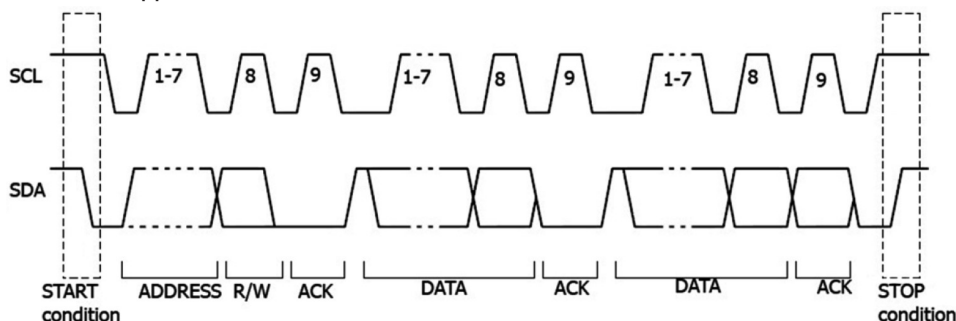 SCL
1-7 8 9 1-7 8 9 1-7 8 9
SDA
START ADDRESS R/W ACK DATA ACK DATA ACK STOP
condition condition